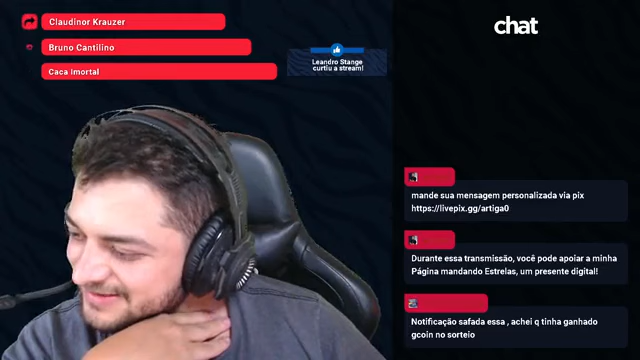 Claudinor Krauzer
Bruno Cantilino
Caca Imortal
Leandro Stange
curtiu a stream!
chat
mande sua mensagem personalizada via pix
https://livepix.gg/artiga0
Durante essa transmissão, você pode apoiar a minha
Página mandando Estrelas, um presente digital!
Notificação safada essa , achei q tinha ganhado
gcoin no sorteio